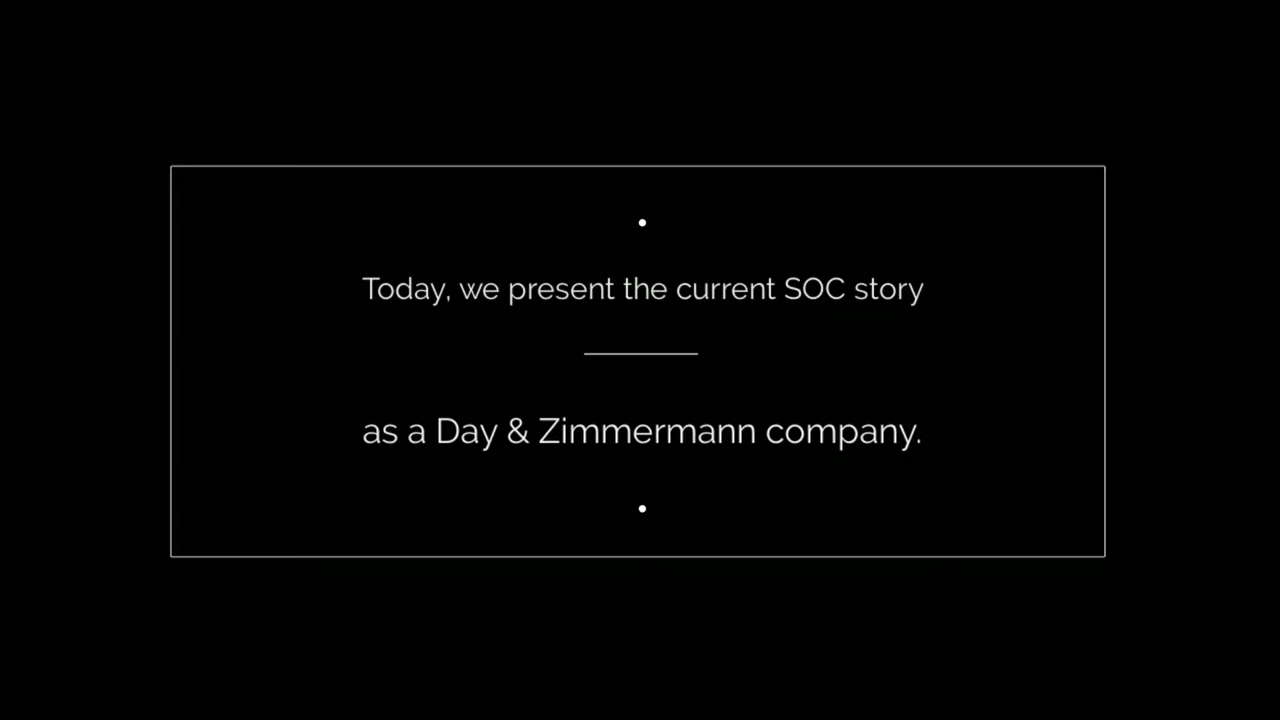 Today, we present the current SOC story
as a Day & Zimmermann company.